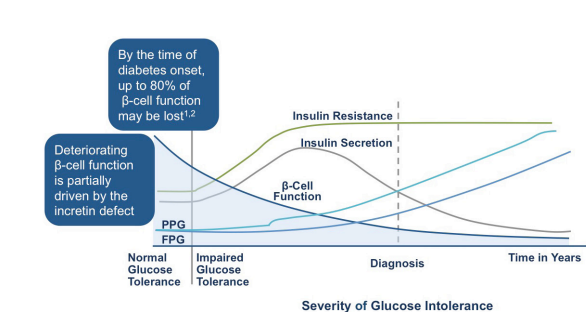 By the time of
diabetes onset,
up to 80% of
β-cell function
may be lost1,2
Deteriorating
β-cell function
is partially
driven by the
incretin defect
Insulin Resistance
Insulin Secretion
β-Cell
Function
PPG
FPG
Normal
Glucose
Tolerance
Impaired
Glucose
Tolerance
Diagnosis
Time in Years
Severity of Glucose Intolerance